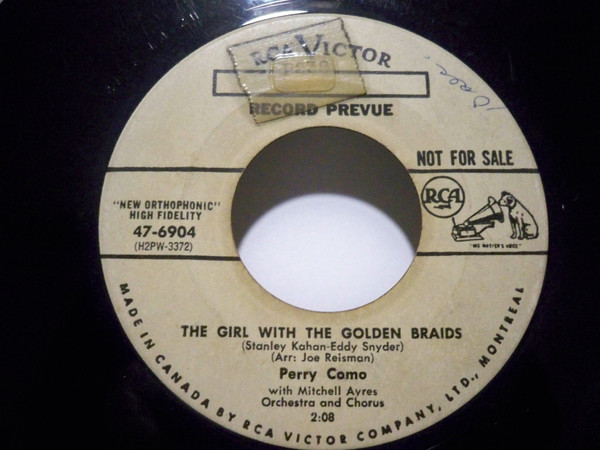 RCA VICTOR
RECORD PREVUE
NOT FOR SALE
RCA
"HIS MASTER'S VOICE"
"NEW ORTHOPHONIC"
HIGH FIDELITY
47-6904
(H2PW-3372)
THE GIRL WITH THE GOLDEN BRAIDS
(Stanley Kahan-Eddy Snyder)
(Arr: Joe Reisman)
Perry Como
with Mitchell Ayres
Orchestra and Chorus
2:08
MADE IN CANADA BY RCA VICTOR COMPANY, LTD., MONTREAL